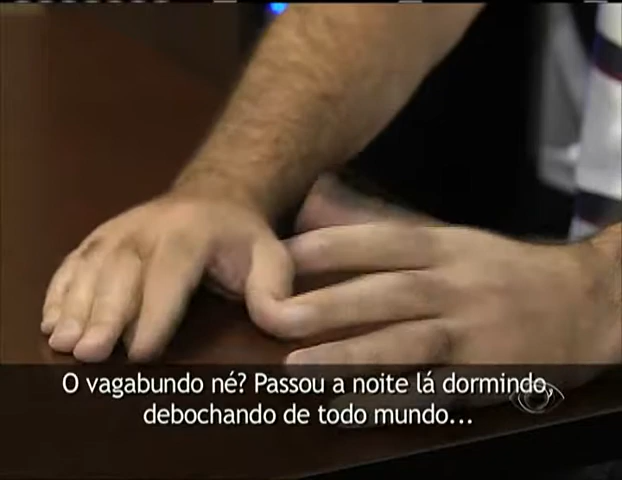 O vagabundo né? Passou a noite lá dormindo,
debochando de todo mundo...